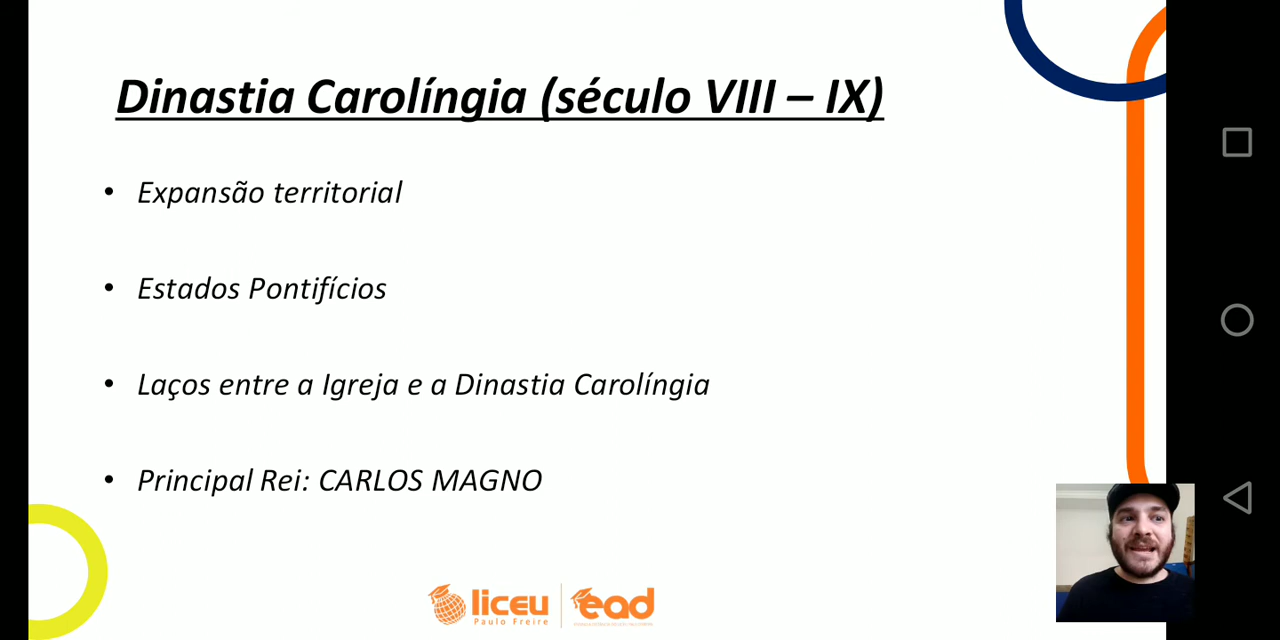 Dinastia Carolíngia (século VIII – IX)
• Expansão territorial
• Estados Pontifícios
• Laços entre a Igreja e a Dinastia Carolíngia
• Principal Rei: CARLOS MAGNO
liceu
Paulo Freire
ead